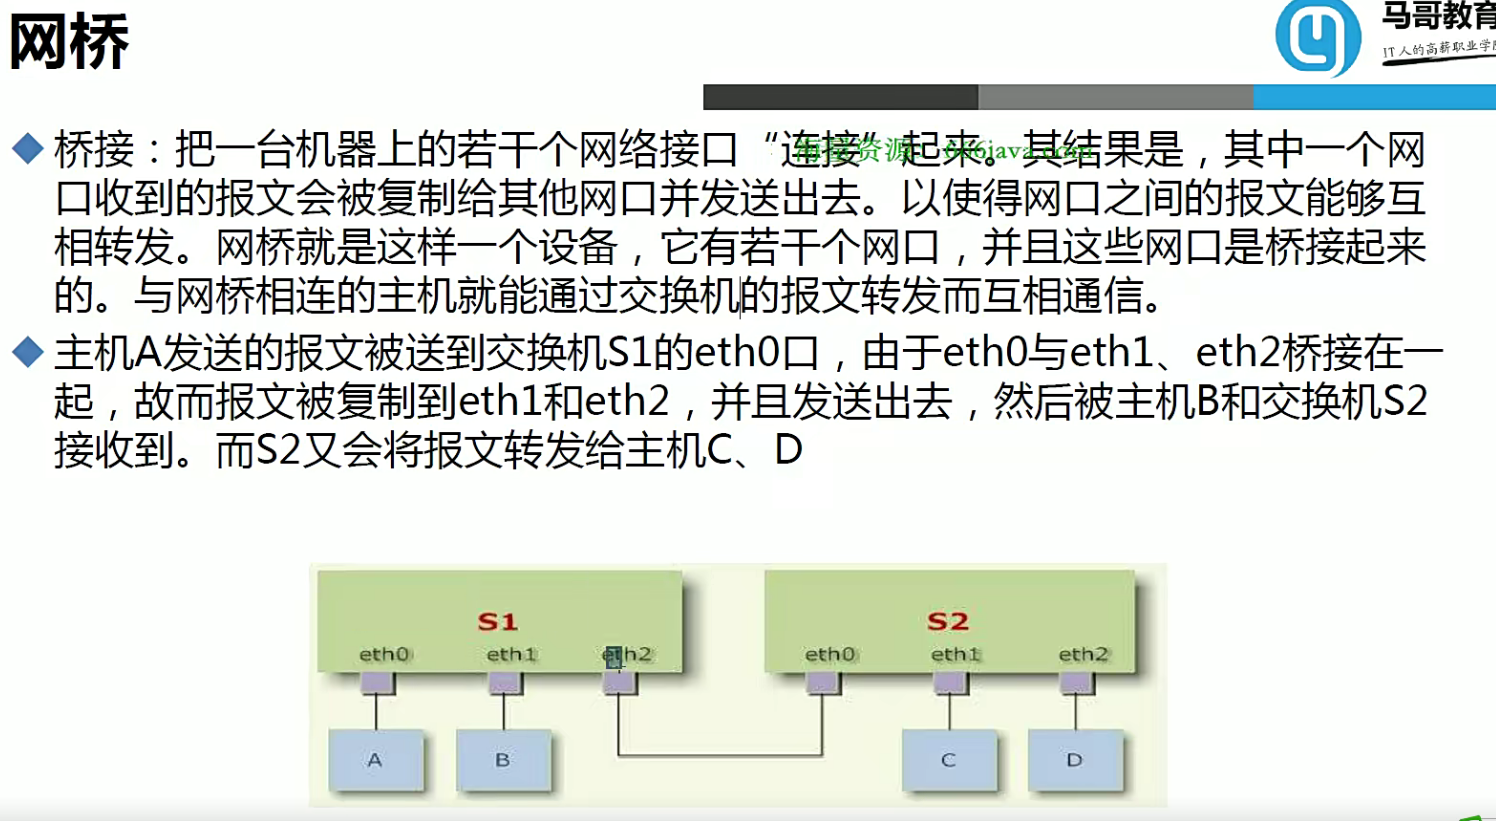 网桥
马哥教育
IT人的高薪职业学院
桥接：把一台机器上的若干个网络接口“连接”起来。其结果是，其中一个网
海量资源：666java.com
口收到的报文会被复制给其他网口并发送出去。以使得网口之间的报文能够互
相转发。网桥就是这样一个设备，它有若干个网口，并且这些网口是桥接起来
的。与网桥相连的主机就能通过交换机的报文转发而互相通信。
主机A发送的报文被送到交换机S1的eth0口，由于eth0与eth1、eth2桥接在一
起，故而报文被复制到eth1和eth2，并且发送出去，然后被主机B和交换机S2
接收到。而S2又会将报文转发给主机C、D
S1 S2
eth0 eth1 eth2 eth0 eth1 eth2
A B C D